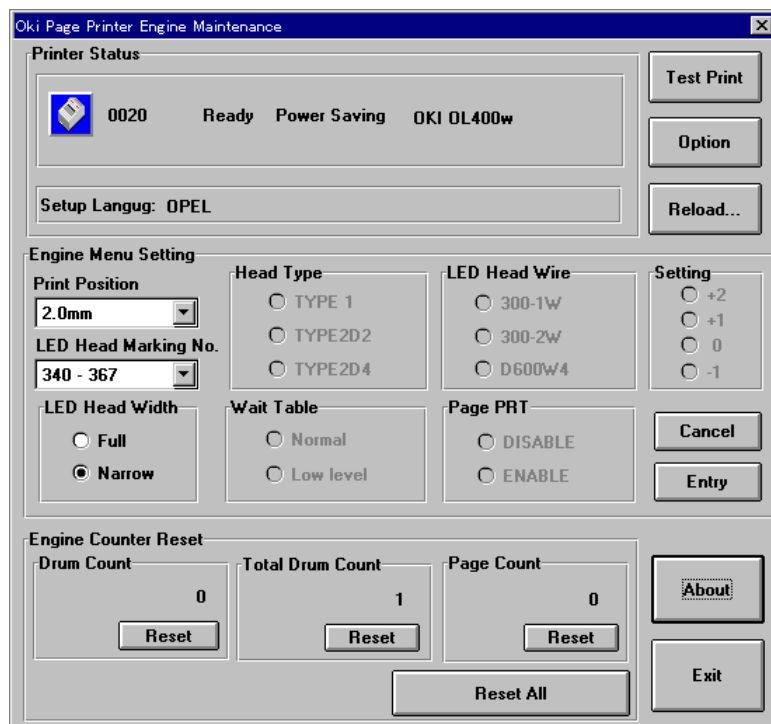 Oki Page Printer Engine Maintenance
Printer Status
0020 Ready Power Saving OKI OL400w
Setup Langug: OPEL
Test Print
Option
Reload...
Engine Menu Setting
Print Position
2.0mm
LED Head Marking No.
340 - 367
Head Type
TYPE 1
TYPE2D2
TYPE2D4
LED Head Wire
300-1W
300-2W
D600W4
Setting
+2
+1
0
-1
LED Head Width
Full
Narrow
Wait Table
Normal
Low level
Page PRT
DISABLE
ENABLE
Cancel
Entry
Engine Counter Reset
Drum Count
0
Reset
Total Drum Count
1
Reset
Page Count
0
Reset
Reset All
About
Exit